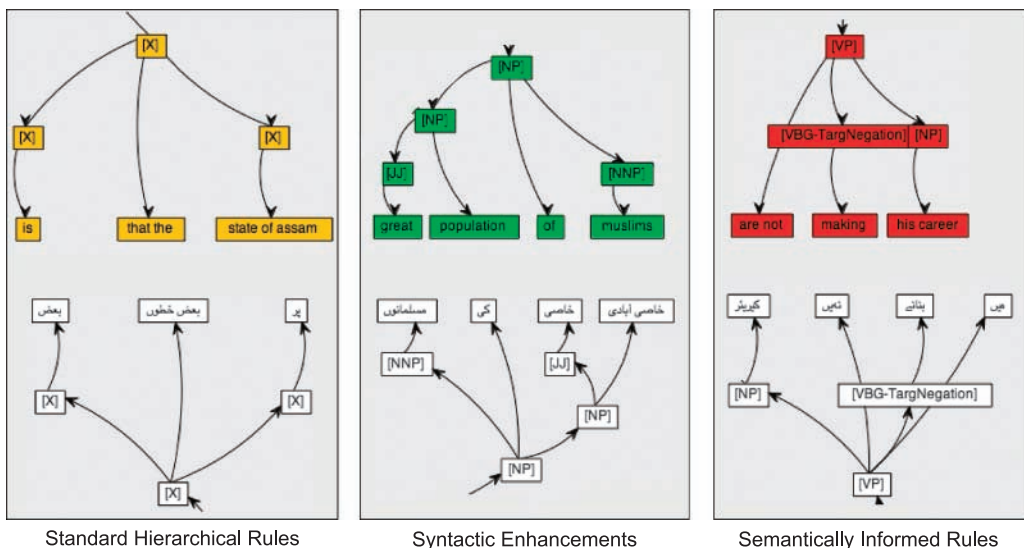 [X]
[X] [X]
is that the state of assam
بعض
بعض خطوں
پر
[X] [X]
[X]
Standard Hierarchical Rules
[NP]
[NP]
[JJ] [NNP]
great population of muslims
مسلمانوں
کی
خاصی
خاصی آبادی
[NNP] [JJ]
[NP]
[NP]
Syntactic Enhancements
[VP]
[VBG-TargNegation] [NP]
are not making his career
کیریئر
نہیں
بناتے
میں
[NP] [VBG-TargNegation]
[VP]
Semantically Informed Rules